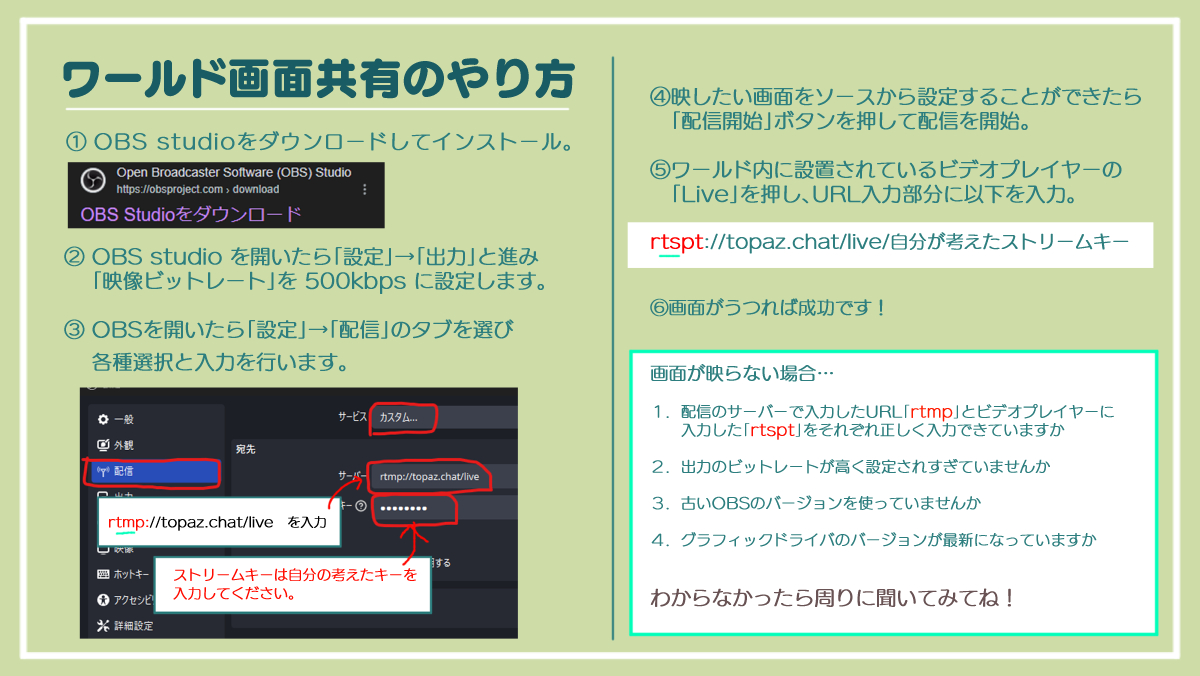 ワールド画面共有のやり方
① OBS studioをダウンロードしてインストール。
Open Broadcaster Software (OBS) Studio
https://obsproject.com › download
OBS Studioをダウンロード
② OBS studio を開いたら「設定」→「出力」と進み
「映像ビットレート」を 500kbps に設定します。
③ OBSを開いたら「設定」→「配信」のタブを選び
各種選択と入力を行います。
一般
外観
配信
出力
映像
ホットキー
アクセシビ
詳細設定
サービス
カスタム...
宛先
サーバー
rtmp://topaz.chat/live
キー
●●●●●●●●
rtmp://topaz.chat/live を入力
する
ストリームキーは自分の考えたキーを
入力してください。
④映したい画面をソースから設定することができたら
「配信開始」ボタンを押して配信を開始。
⑤ワールド内に設置されているビデオプレイヤーの
「Live」を押し、URL入力部分に以下を入力。
rtspt://topaz.chat/live/自分が考えたストリームキー
⑥画面がうつれば成功です！
画面が映らない場合…
１．配信のサーバーで入力したURL「rtmp」とビデオプレイヤーに
入力した「rtspt」をそれぞれ正しく入力できていますか
２．出力のビットレートが高く設定されすぎていませんか
３．古いOBSのバージョンを使っていませんか
４．グラフィックドライバのバージョンが最新になっていますか
わからなかったら周りに聞いてみてね！